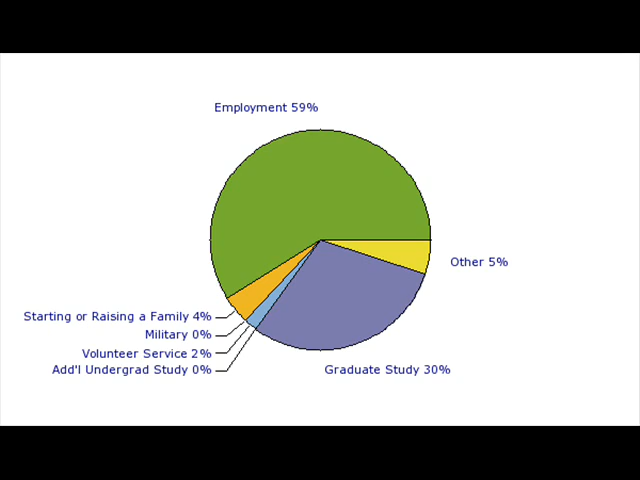 Employment 59%
Other 5%
Starting or Raising a Family 4%
Military 0%
Volunteer Service 2%
Add'l Undergrad Study 0%
Graduate Study 30%